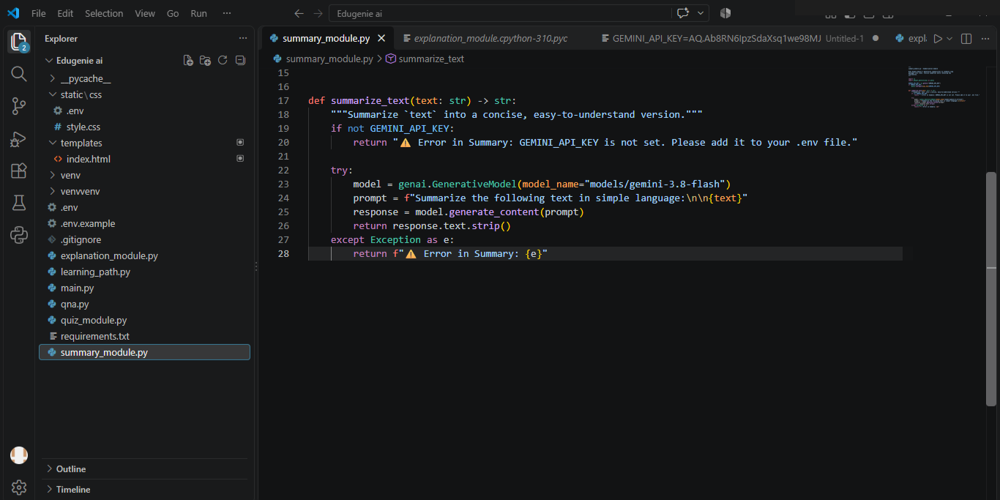 File Edit Selection View Go Run ···
Edugenie ai
2
Explorer
Edugenie ai
__pycache__
static\css
.env
style.css
templates
index.html
venv
venvvenv
.env
.env.example
.gitignore
explanation_module.py
learning_path.py
main.py
qna.py
quiz_module.py
requirements.txt
summary_module.py
Outline
Timeline
summary_module.py explanation_module.cpython-310.pyc GEMINI_API_KEY=AQ.Ab8RN6IpzSdaXsq1we98MJ Untitled-1 expl
summary_module.py > summarize_text
15
16
17 def summarize_text(text: str) -> str:
18 """Summarize `text` into a concise, easy-to-understand version."""
19 if not GEMINI_API_KEY:
20 return "⚠️ Error in Summary: GEMINI_API_KEY is not set. Please add it to your .env file."
21
22 try:
23 model = genai.GenerativeModel(model_name="models/gemini-3.8-flash")
24 prompt = f"Summarize the following text in simple language:\n\n{text}"
25 response = model.generate_content(prompt)
26 return response.text.strip()
27 except Exception as e:
28 return f"⚠️ Error in Summary: {e}"